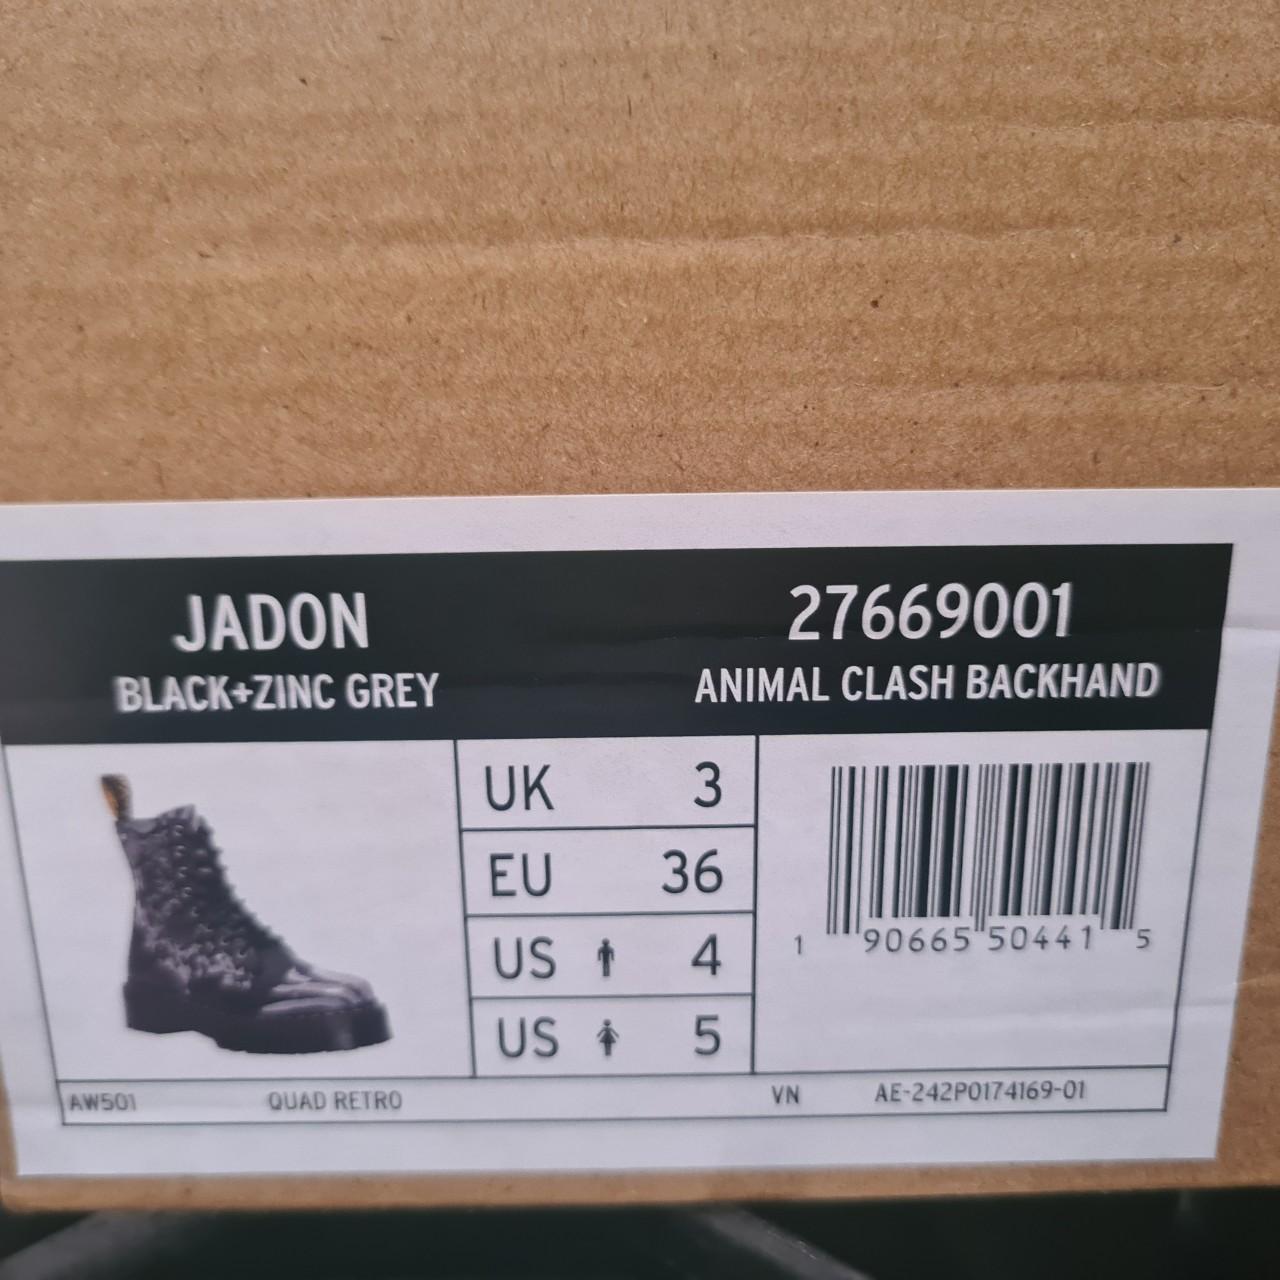 JADON
BLACK+ZINC GREY
27669001
ANIMAL CLASH BACKHAND
UK 3
EU 36
US 4
US 5
1 90665 50441 5
AW501 QUAD RETRO VN AE-242P0174169-01